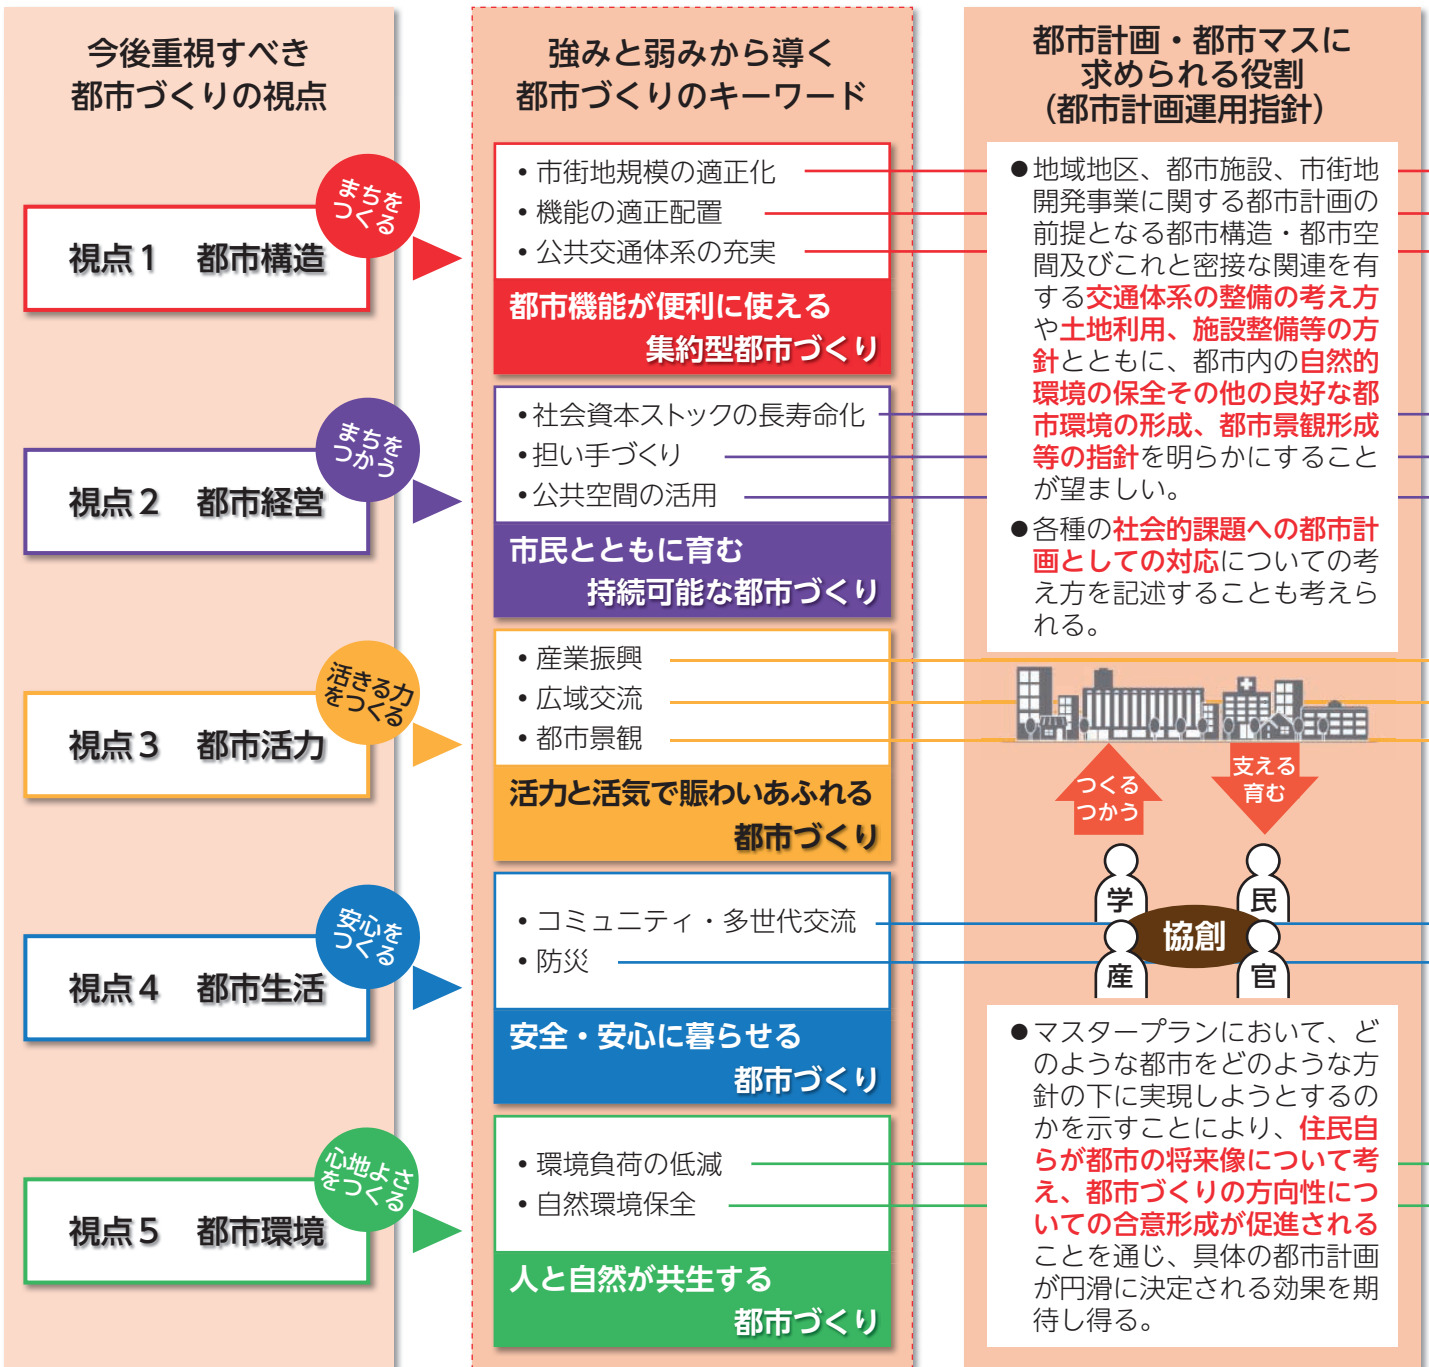 今後重視すべき
都市づくりの視点
まちを
つくる
視点1 都市構造
まちを
つかう
視点2 都市経営
活きる力
をつくる
視点3 都市活力
安心を
つくる
視点4 都市生活
心地よさ
をつくる
視点5 都市環境
強みと弱みから導く
都市づくりのキーワード
•市街地規模の適正化
•機能の適正配置
•公共交通体系の充実
都市機能が便利に使える
集約型都市づくり
•社会資本ストックの長寿命化
•担い手づくり
•公共空間の活用
市民とともに育む
持続可能な都市づくり
•産業振興
•広域交流
•都市景観
活力と活気で賑わいあふれる
都市づくり
•コミュニティ・多世代交流
•防災
安全・安心に暮らせる
都市づくり
•環境負荷の低減
•自然環境保全
人と自然が共生する
都市づくり
都市計画・都市マスに
求められる役割
(都市計画運用指針)
●地域地区、都市施設、市街地
開発事業に関する都市計画の
前提となる都市構造・都市空
間及びこれと密接な関連を有
する交通体系の整備の考え方
や土地利用、施設整備等の方
針とともに、都市内の自然的
環境の保全その他の良好な都
市環境の形成、都市景観形成
等の指針を明らかにすること
が望ましい。
●各種の社会的課題への都市計
画としての対応についての考
え方を記述することも考えら
れる。
つくる
つかう
支える
育む
学
民
協創
産
官
●マスタープランにおいて、ど
のような都市をどのような方
針の下に実現しようとするの
かを示すことにより、住民自
らが都市の将来像について考
え、都市づくりの方向性につ
いての合意形成が促進される
ことを通じ、具体の都市計画
が円滑に決定される効果を期
待し得る。